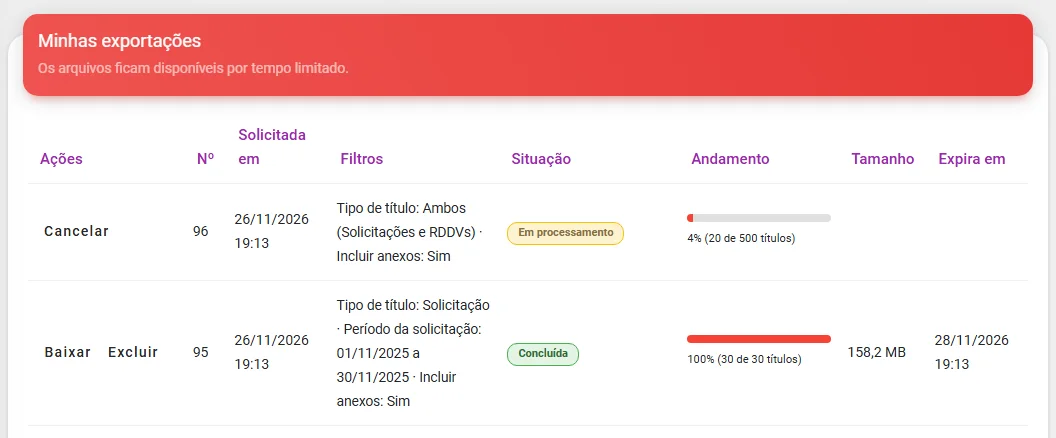 Minhas exportações
Os arquivos ficam disponíveis por tempo limitado.
Ações Nº Solicitada em Filtros Situação Andamento Tamanho Expira em
Cancelar
96
26/11/2026
19:13
Tipo de título: Ambos
(Solicitações e RDDVs) ·
Incluir anexos: Sim
Em processamento
4% (20 de 500 títulos)
Baixar Excluir
95
26/11/2026
19:13
Tipo de título: Solicitação
· Período da solicitação:
01/11/2025 a
30/11/2025 · Incluir
anexos: Sim
Concluída
100% (30 de 30 títulos)
158,2 MB
28/11/2026
19:13